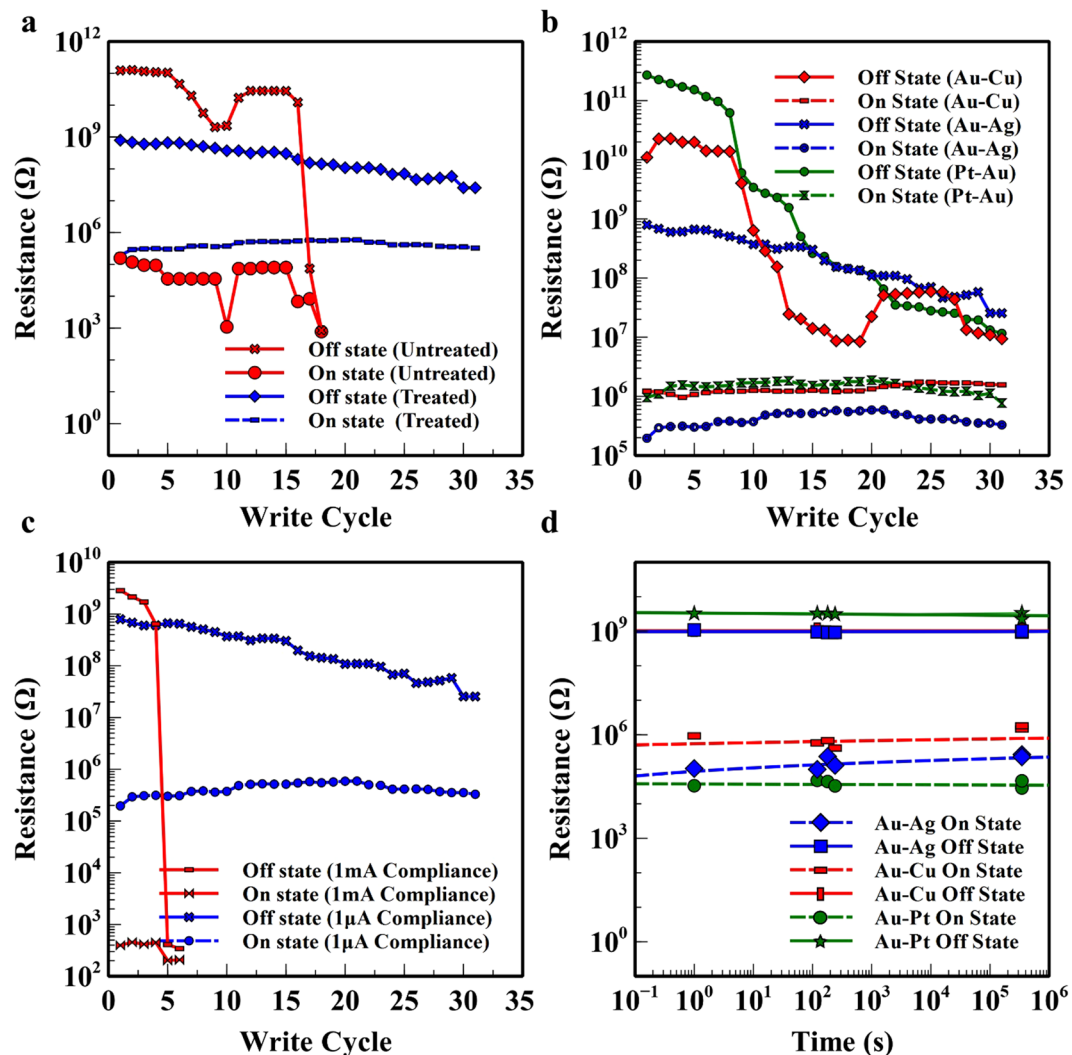 a
10^12
10^9
10^6
10^3
10^0
Resistance (Ω)
Off state (Untreated)
On state (Untreated)
Off state (Treated)
On state (Treated)
0 5 10 15 20 25 30 35
Write Cycle
b
10^12
10^11
10^10
10^9
10^8
10^7
10^6
10^5
Resistance (Ω)
Off State (Au-Cu)
On State (Au-Cu)
Off State (Au-Ag)
On State (Au-Ag)
Off State (Pt-Au)
On State (Pt-Au)
0 5 10 15 20 25 30 35
Write Cycle
c
10^10
10^9
10^8
10^7
10^6
10^5
10^4
10^3
10^2
Resistance (Ω)
Off state (1mA Compliance)
On state (1mA Compliance)
Off state (1μA Compliance)
On state (1μA Compliance)
0 5 10 15 20 25 30 35
Write Cycle
d
10^9
10^6
10^3
10^0
Resistance (Ω)
Au-Ag On State
Au-Ag Off State
Au-Cu On State
Au-Cu Off State
Au-Pt On State
Au-Pt Off State
10^-1 10^0 10^1 10^2 10^3 10^4 10^5 10^6
Time (s)